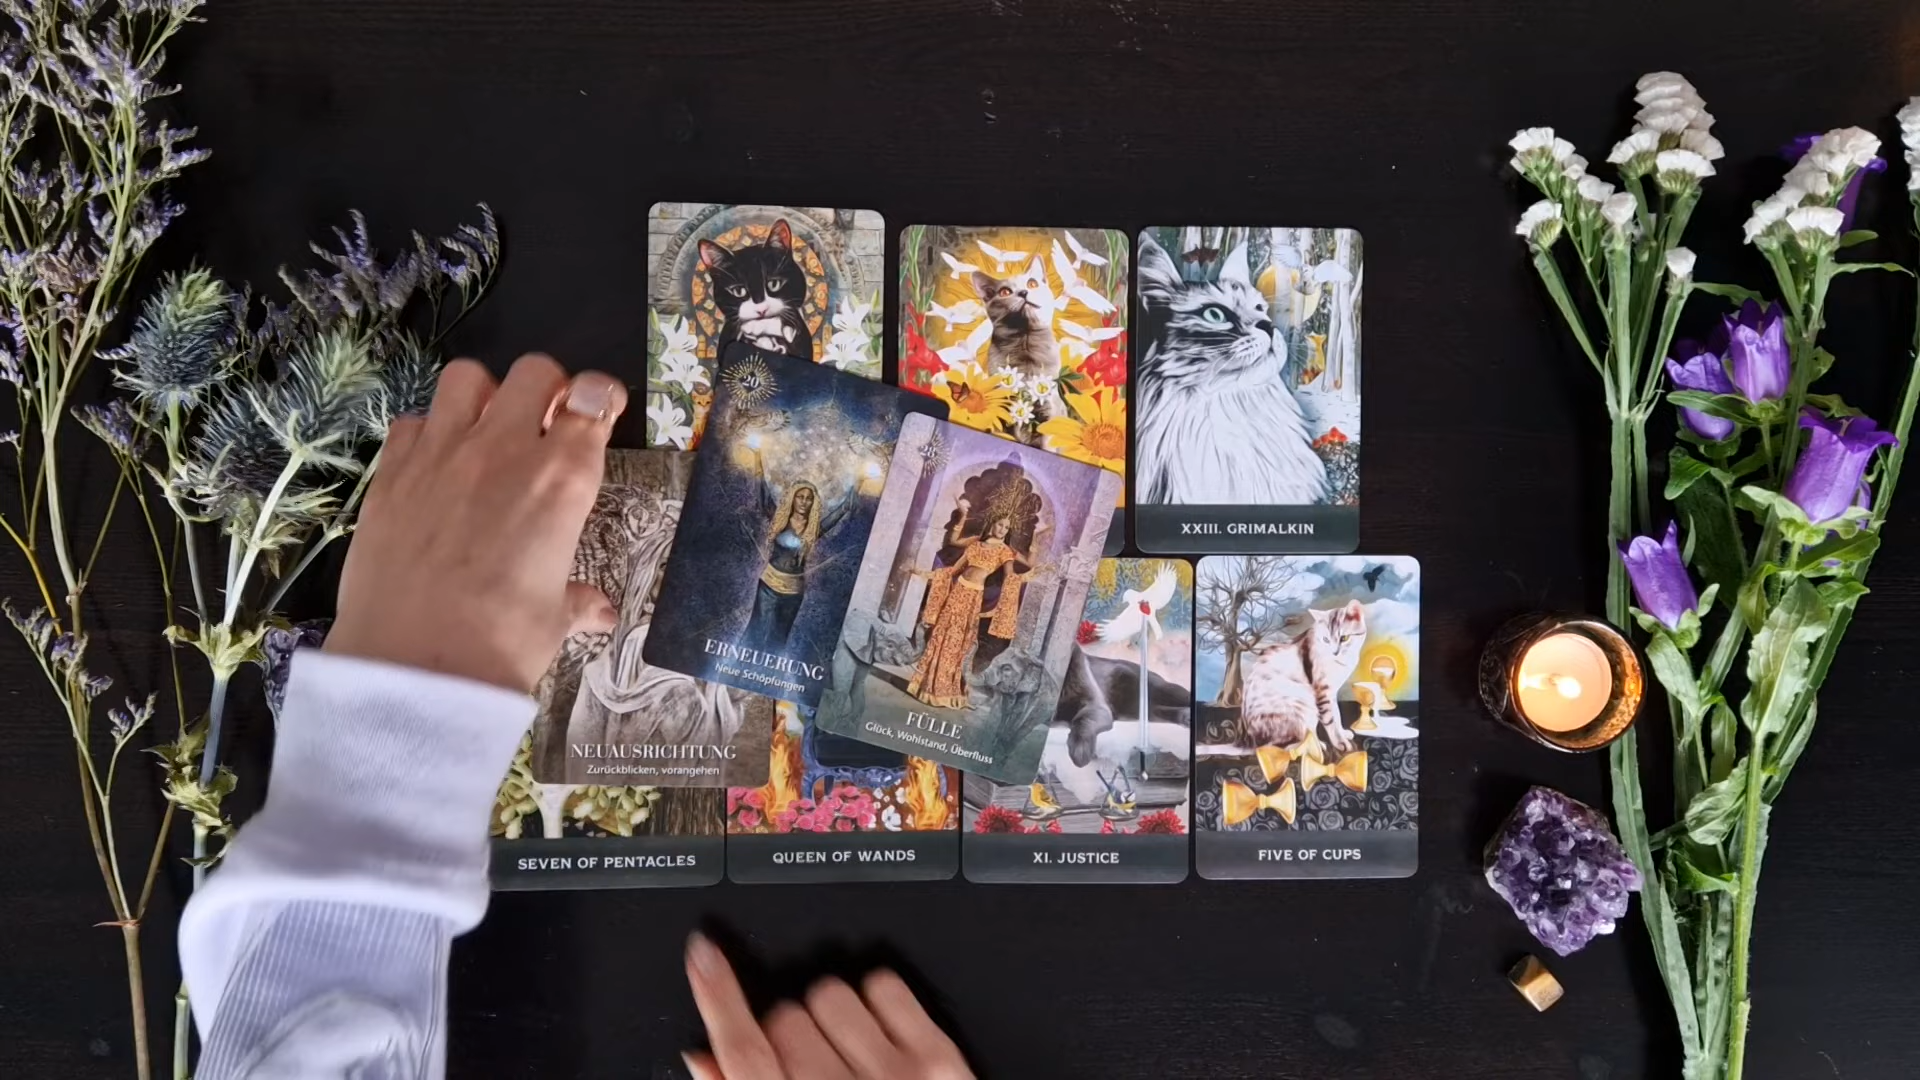 XXIII. GRIMALKIN
20
ERNEUERUNG
Neue Schöpfungen
FÜLLE
Glück, Wohlstand, Überfluss
NEUAUSRICHTUNG
Zurückblicken, vorangehen
SEVEN OF PENTACLES
QUEEN OF WANDS
XI. JUSTICE
FIVE OF CUPS